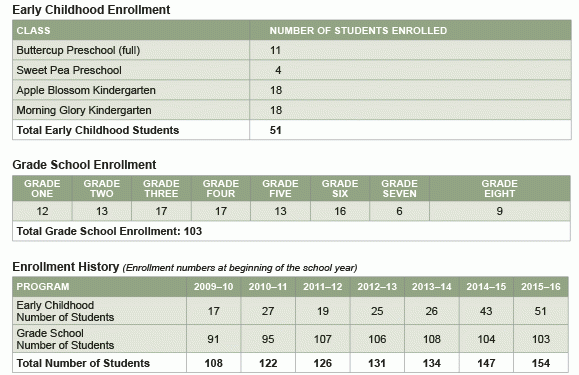 Early Childhood Enrollment
CLASS NUMBER OF STUDENTS ENROLLED
Buttercup Preschool (full) 11
Sweet Pea Preschool 4
Apple Blossom Kindergarten 18
Morning Glory Kindergarten 18
Total Early Childhood Students 51
Grade School Enrollment
GRADE ONE GRADE TWO GRADE THREE GRADE FOUR GRADE FIVE GRADE SIX GRADE SEVEN GRADE EIGHT
12 13 17 17 13 16 6 9
Total Grade School Enrollment: 103
Enrollment History (Enrollment numbers at beginning of the school year)
PROGRAM 2009–10 2010–11 2011–12 2012–13 2013–14 2014–15 2015–16
Early Childhood
Number of Students 17 27 19 25 26 43 51
Grade School
Number of Students 91 95 107 106 108 104 103
Total Number of Students 108 122 126 131 134 147 154